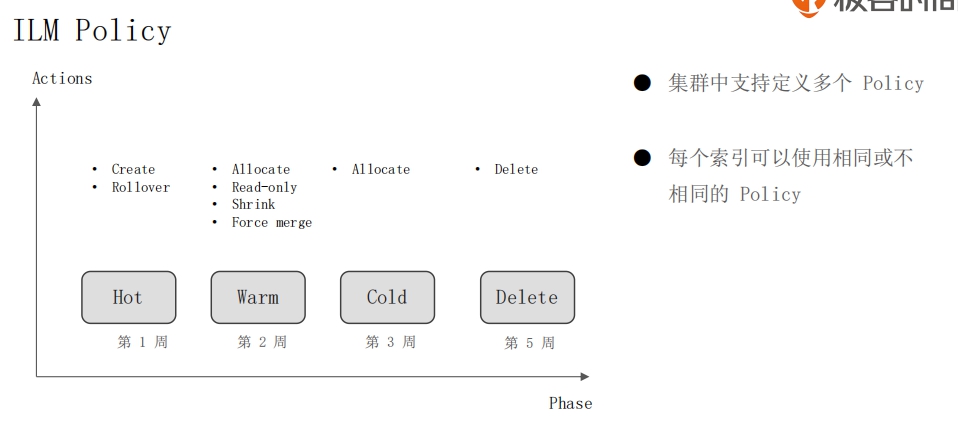 ILM Policy
Actions
• Create
• Rollover
• Allocate
• Read-only
• Shrink
• Force merge
• Allocate
• Delete
Hot
Warm
Cold
Delete
第 1 周
第 2 周
第 3 周
第 5 周
Phase
● 集群中支持定义多个 Policy
● 每个索引可以使用相同或不
相同的 Policy